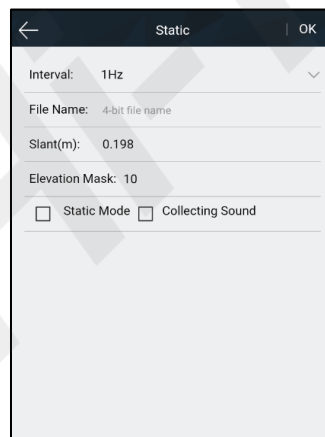 Static | OK
Interval: 1Hz
File Name: 4-bit file name
Slant(m): 0.198
Elevation Mask: 10
Static Mode Collecting Sound